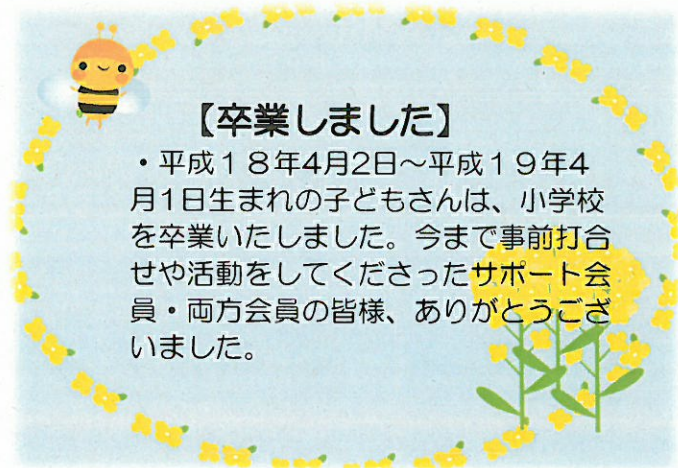 【卒業しました】
・平成１８年4月2日～平成１９年4
月1日生まれの子どもさんは、小学校
を卒業いたしました。今まで事前打合
せや活動をしてくださったサポート会
員・両方会員の皆様、ありがとうござ
いました。